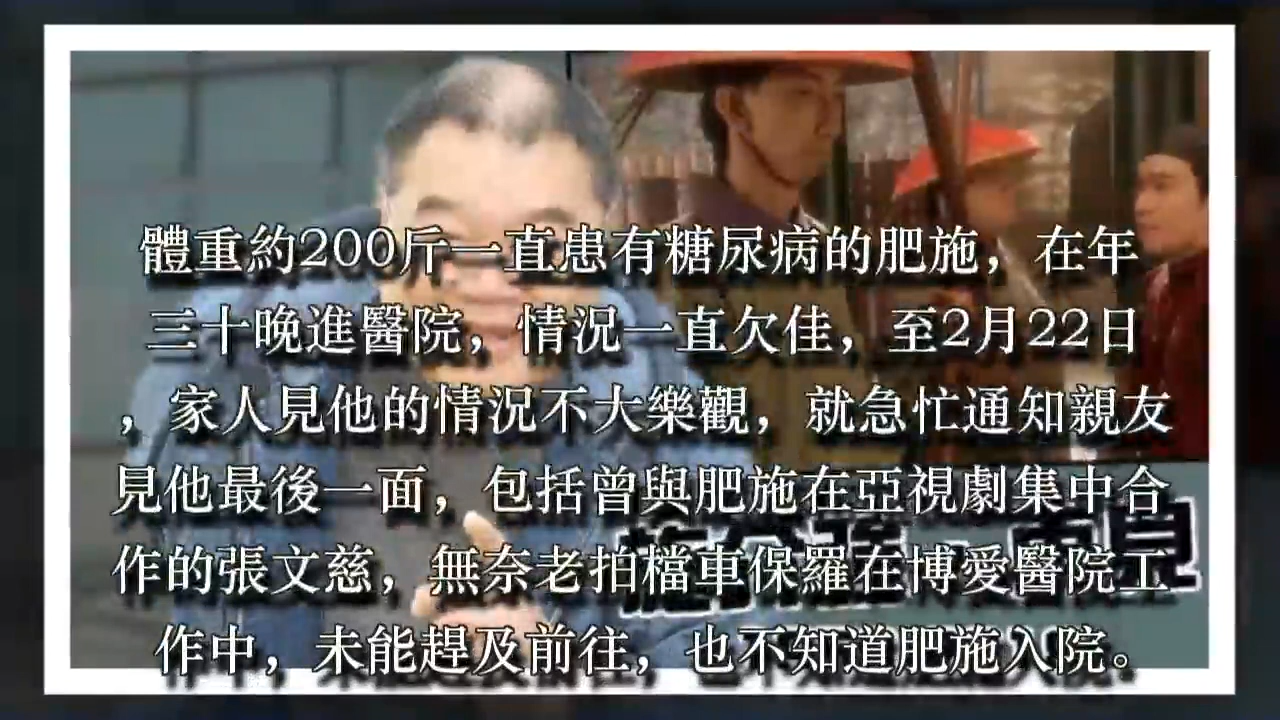 體重約200斤一直患有糖尿病的肥施，在年
三十晚進醫院，情況一直欠佳，至2月22日
，家人見他的情況不大樂觀，就急忙通知親友
見他最後一面，包括曾與肥施在亞視劇集中合
作的張文慈，無奈老拍檔車保羅在博愛醫院工
作中，未能趕及前往，也不知道肥施入院。